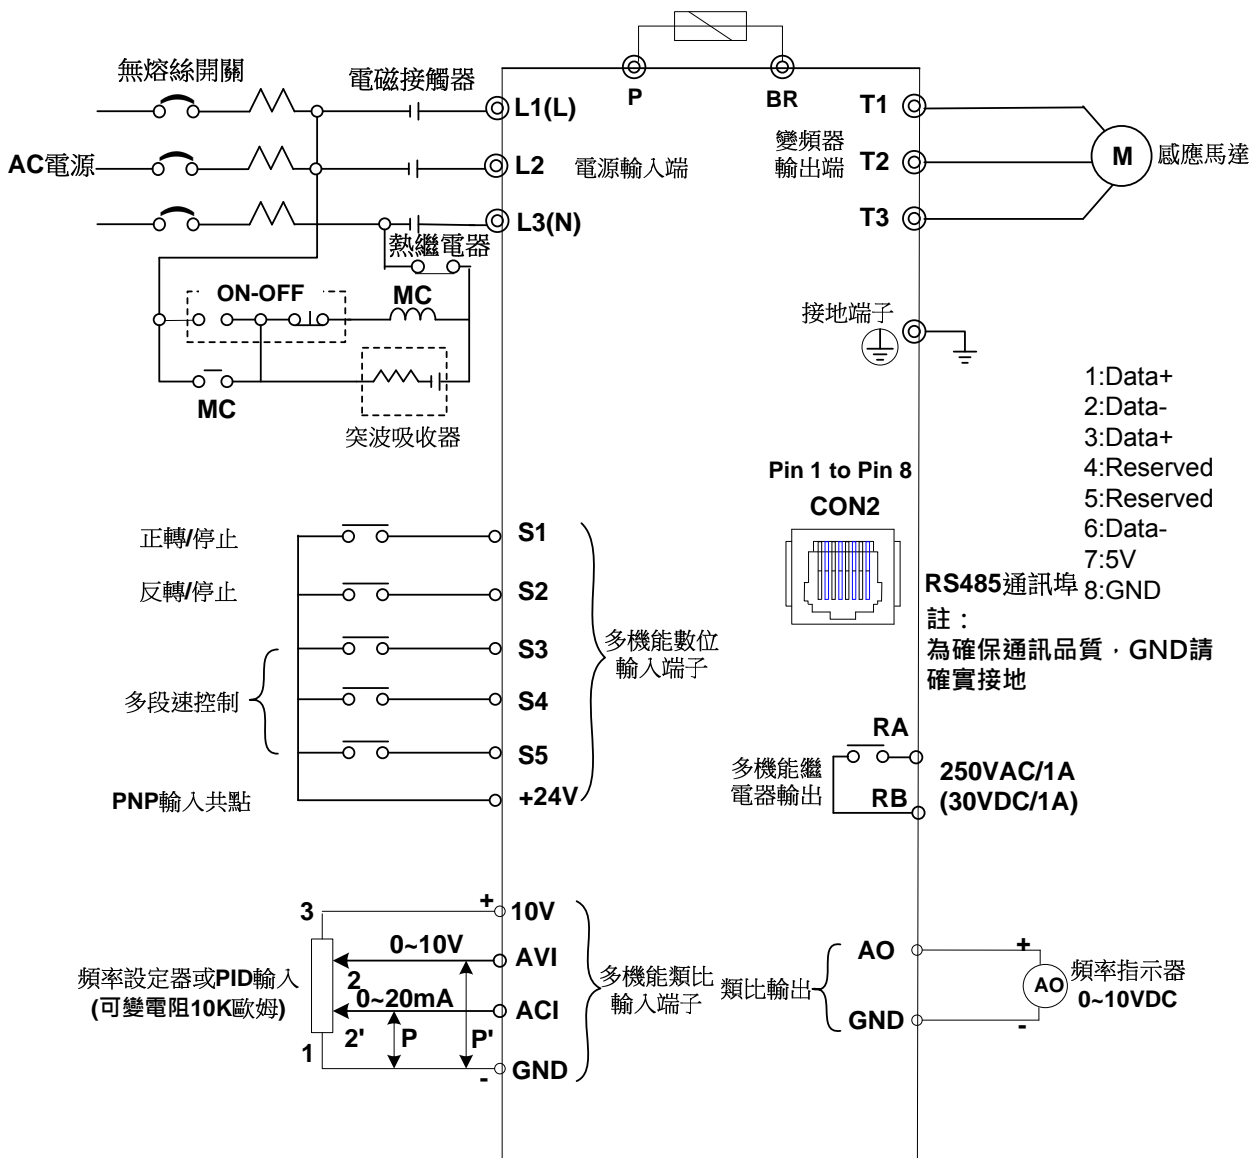 無熔絲開關
電磁接觸器
P
BR
L1(L)
T1
AC電源
L2
電源輸入端
變頻器
輸出端
T2
M
感應馬達
L3(N)
T3
熱繼電器
ON-OFF
MC
接地端子
MC
突波吸收器
1:Data+
2:Data-
3:Data+
4:Reserved
5:Reserved
6:Data-
7:5V
8:GND
Pin 1 to Pin 8
CON2
RS485通訊埠
註：
為確保通訊品質，GND請
確實接地
正轉/停止
S1
反轉/停止
S2
S3
多段速控制
S4
S5
PNP輸入共點
+24V
多機能數位
輸入端子
RA
多機能繼
電器輸出
RB
250VAC/1A
(30VDC/1A)
3
+
10V
0~10V
AVI
頻率設定器或PID輸入
(可變電阻10K歐姆)
2
0~20mA
ACI
2'
P
P'
1
-
GND
多機能類比
輸入端子
類比輸出
AO
GND
+
AO
-
頻率指示器
0~10VDC